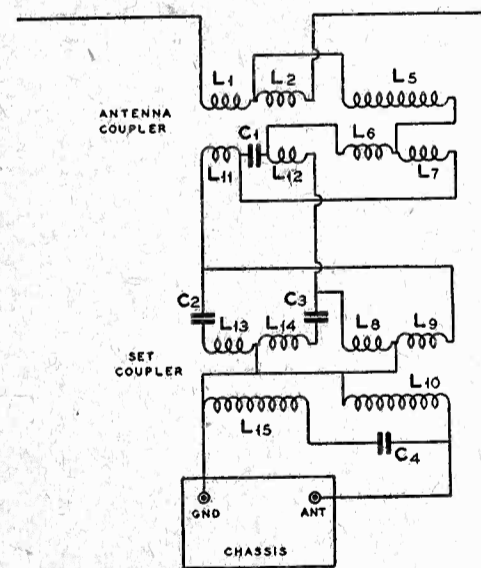 L1 L2 L5
ANTENNA
COUPLER
C1 L6
L11 L12 L7
C2 C3
L13 L14 L8 L9
SET
COUPLER
L10
L15
C4
GND ANT
CHASSIS